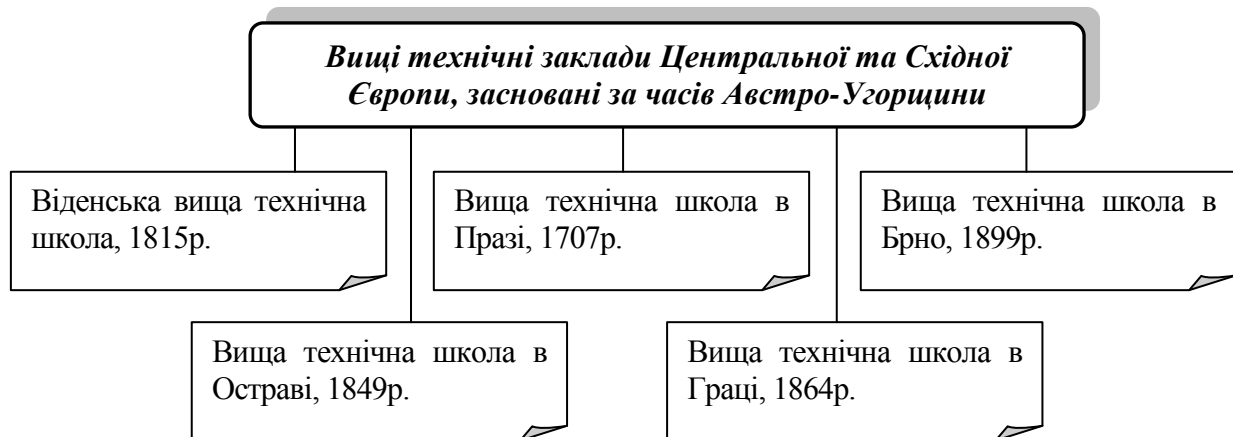 Вищі технічні заклади Центральної та Східної
Європи, засновані за часів Австро-Угорщини
Віденська вища технічна
школа, 1815р.
Вища технічна школа в
Празі, 1707р.
Вища технічна школа в
Брно, 1899р.
Вища технічна школа в
Остраві, 1849р.
Вища технічна школа в
Граці, 1864р.